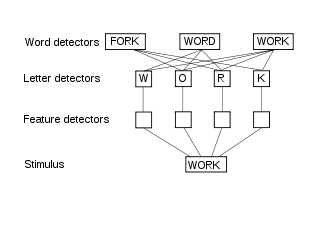 Word detectors FORK WORD WORK
Letter detectors W O R K
Feature detectors
Stimulus WORK